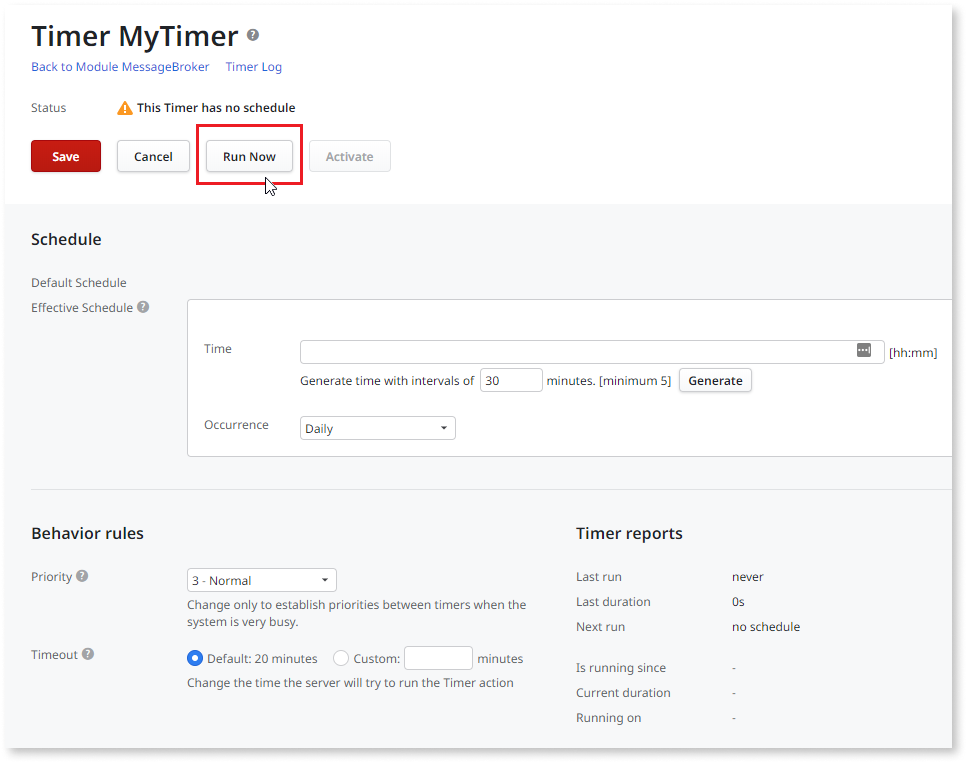 Timer MyTimer ?
Back to Module MessageBroker Timer Log
Status This Timer has no schedule
Save Cancel Run Now Activate
Schedule
Default Schedule
Effective Schedule ?
Time [hh:mm]
Generate time with intervals of 30 minutes. [minimum 5] Generate
Occurrence Daily
Behavior rules
Priority ? 3 - Normal
Change only to establish priorities between timers when the
system is very busy.
Timeout ? Default: 20 minutes Custom: minutes
Change the time the server will try to run the Timer action
Timer reports
Last run never
Last duration 0s
Next run no schedule
Is running since -
Current duration -
Running on -